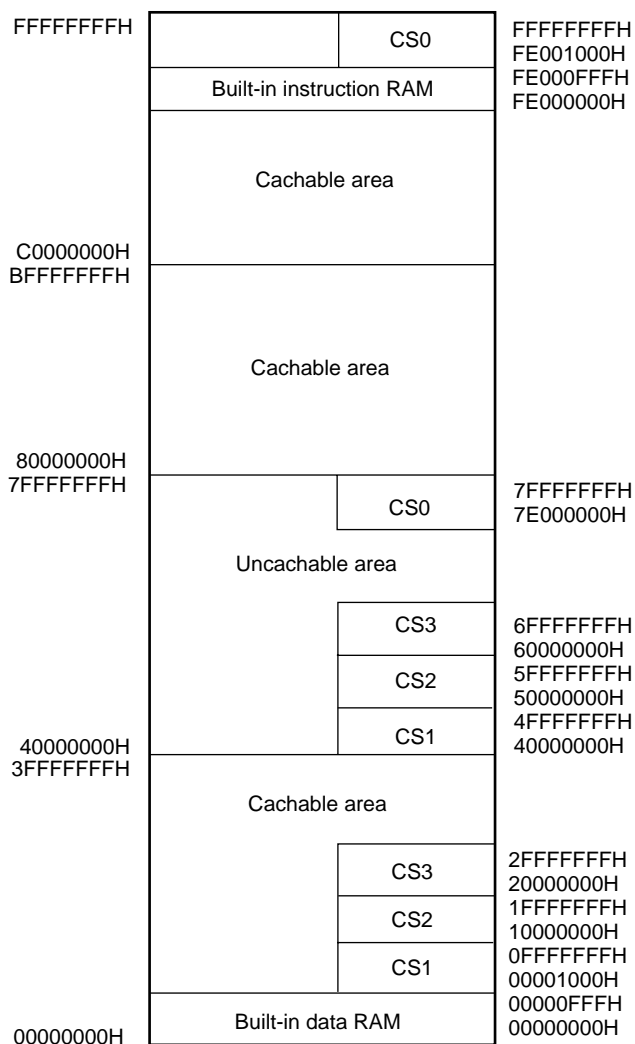 FFFFFFFFH
CS0
FFFFFFFFH
FE001000H
Built-in instruction RAM
FE000FFFH
FE000000H
Cachable area
C0000000H
BFFFFFFFH
Cachable area
80000000H
7FFFFFFFH
CS0
7FFFFFFFH
7E000000H
Uncachable area
CS3
6FFFFFFFH
60000000H
CS2
5FFFFFFFH
50000000H
CS1
4FFFFFFFH
40000000H
40000000H
3FFFFFFFH
Cachable area
CS3
2FFFFFFFH
20000000H
CS2
1FFFFFFFH
10000000H
CS1
0FFFFFFFH
00001000H
Built-in data RAM
00000FFFH
00000000H
00000000H